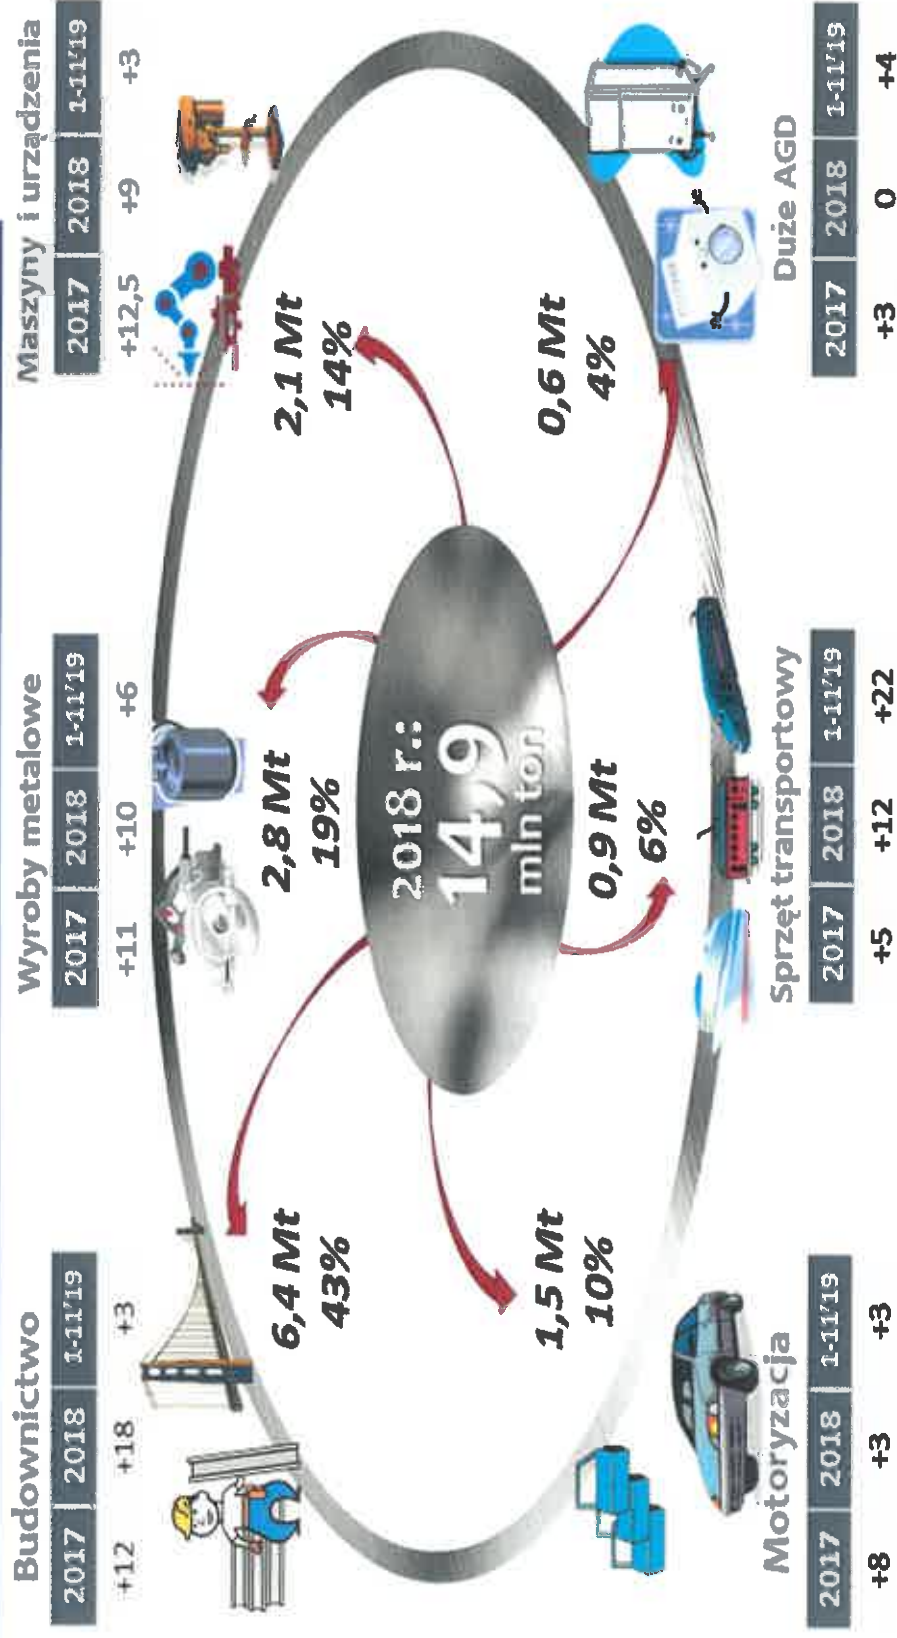 Budownictwo
2017 2018 1-11'19
+12 +18 +3
Wyroby metalowe
2017 2018 1-11'19
+11 +10 +6
Maszyny i urządzenia
2017 2018 1-11'19
+12,5 +9 +3
6,4 Mt
43%
2,8 Mt
19%
2,1 Mt
14%
2018 r.:
14,9
mln ton
1,5 Mt
10%
0,9 Mt
6%
0,6 Mt
4%
Motoryzacja
2017 2018 1-11'19
+8 +3 +3
Sprzęt transportowy
2017 2018 1-11'19
+5 +12 +22
Duże AGD
2017 2018 1-11'19
+3 0 +4